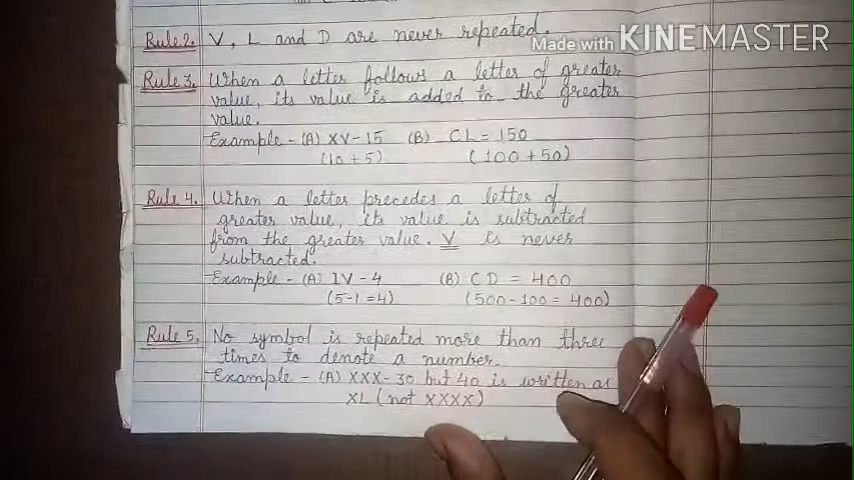 Rule 2. V, L and D are never repeated.
Made with KINEMASTER
Rule 3. When a letter follows a letter of greater
value, its value is added to the greater
value.
Example - (A) XV - 15 (B) CL = 150
(10 + 5) (100 + 50)
Rule 4. When a letter precedes a letter of
greater value, its value is subtracted
from the greater value. V is never
subtracted.
Example - (A) IV - 4 (B) CD = 400
(5-1 = 4) (500 - 100 = 400)
Rule 5. No symbol is repeated more than three
times to denote a number.
Example - (A) XXX - 30 but 40 is written as
XL (not XXXX)